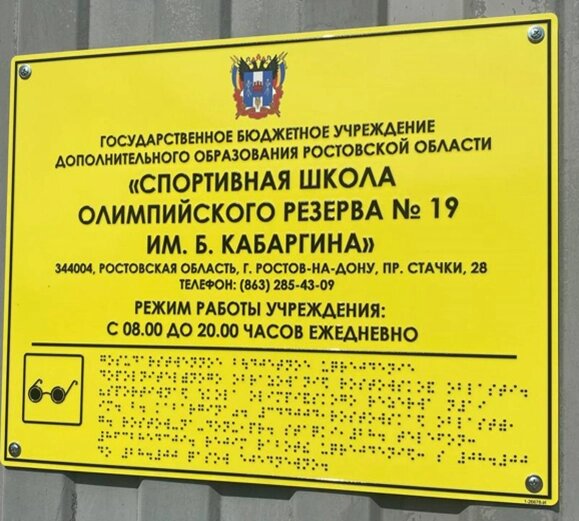 ГОСУДАРСТВЕННОЕ БЮДЖЕТНОЕ УЧРЕЖДЕНИЕ
ДОПОЛНИТЕЛЬНОГО ОБРАЗОВАНИЯ РОСТОВСКОЙ ОБЛАСТИ
«СПОРТИВНАЯ ШКОЛА
ОЛИМПИЙСКОГО РЕЗЕРВА № 19
ИМ. Б. КАБАРГИНА»
344004, РОСТОВСКАЯ ОБЛАСТЬ, Г. РОСТОВ-НА-ДОНУ, ПР. СТАЧКИ, 28
ТЕЛЕФОН: (863) 285-43-09
РЕЖИМ РАБОТЫ УЧРЕЖДЕНИЯ:
С 08.00 ДО 20.00 ЧАСОВ ЕЖЕДНЕВНО